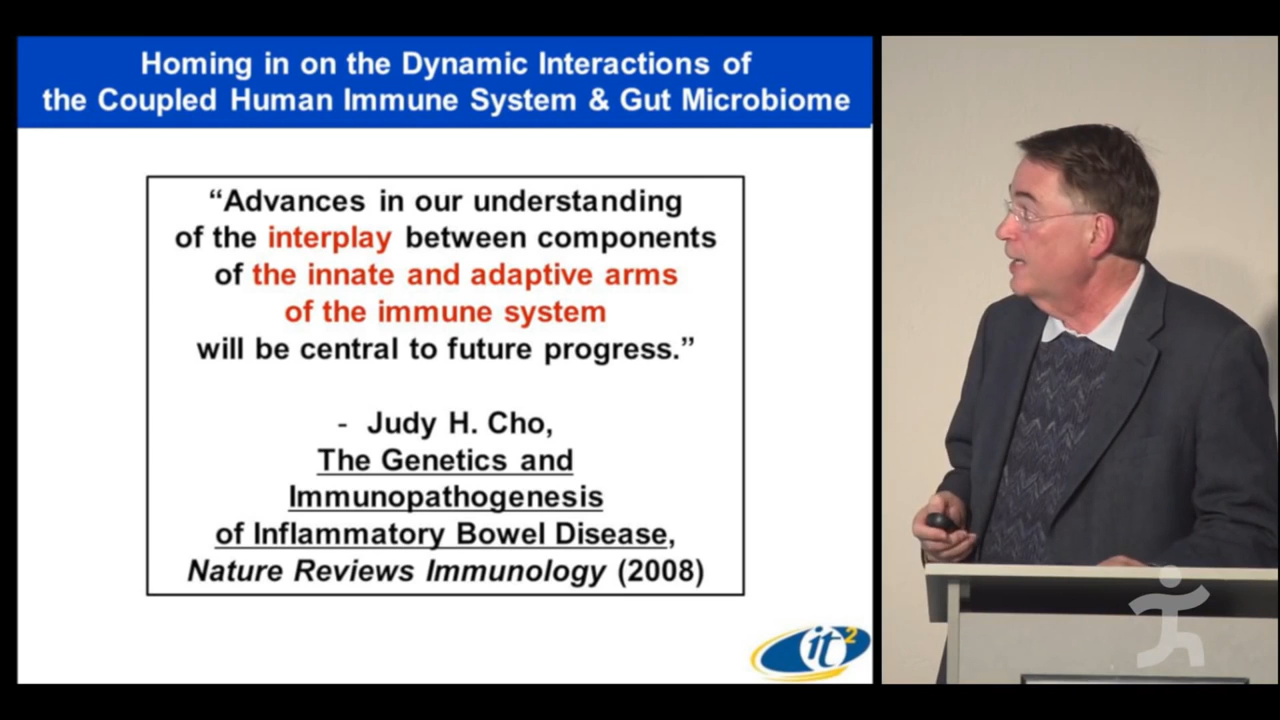 Homing in on the Dynamic Interactions of
the Coupled Human Immune System & Gut Microbiome
“Advances in our understanding
of the interplay between components
of the innate and adaptive arms
of the immune system
will be central to future progress.”
- Judy H. Cho,
The Genetics and
Immunopathogenesis
of Inflammatory Bowel Disease,
Nature Reviews Immunology (2008)
it2